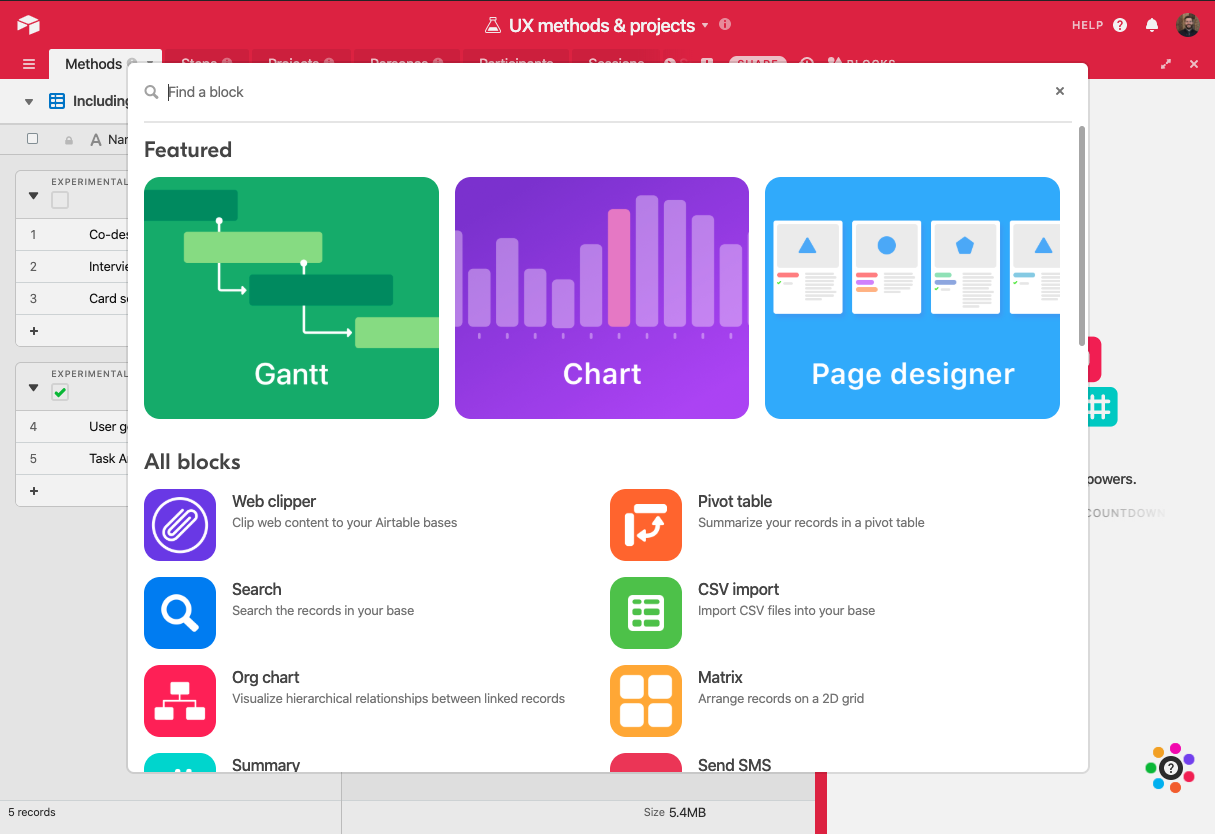 UX methods & projects
HELP
Methods
Steps
Projects
Personas
Participants
Sessions
SHARE
BLOCKS
Find a block
Including
A Nar
Featured
EXPERIMENTAL
Gantt
Chart
Page designer
1 Co-des
2 Intervie
3 Card so
+
EXPERIMENTAL
4 User go
5 Task A
+
All blocks
Web clipper
Clip web content to your Airtable bases
Pivot table
Summarize your records in a pivot table
Search
Search the records in your base
CSV import
Import CSV files into your base
Org chart
Visualize hierarchical relationships between linked records
Matrix
Arrange records on a 2D grid
Summary
Send SMS
powers.
COUNTDOWN
5 records
Size 5.4MB